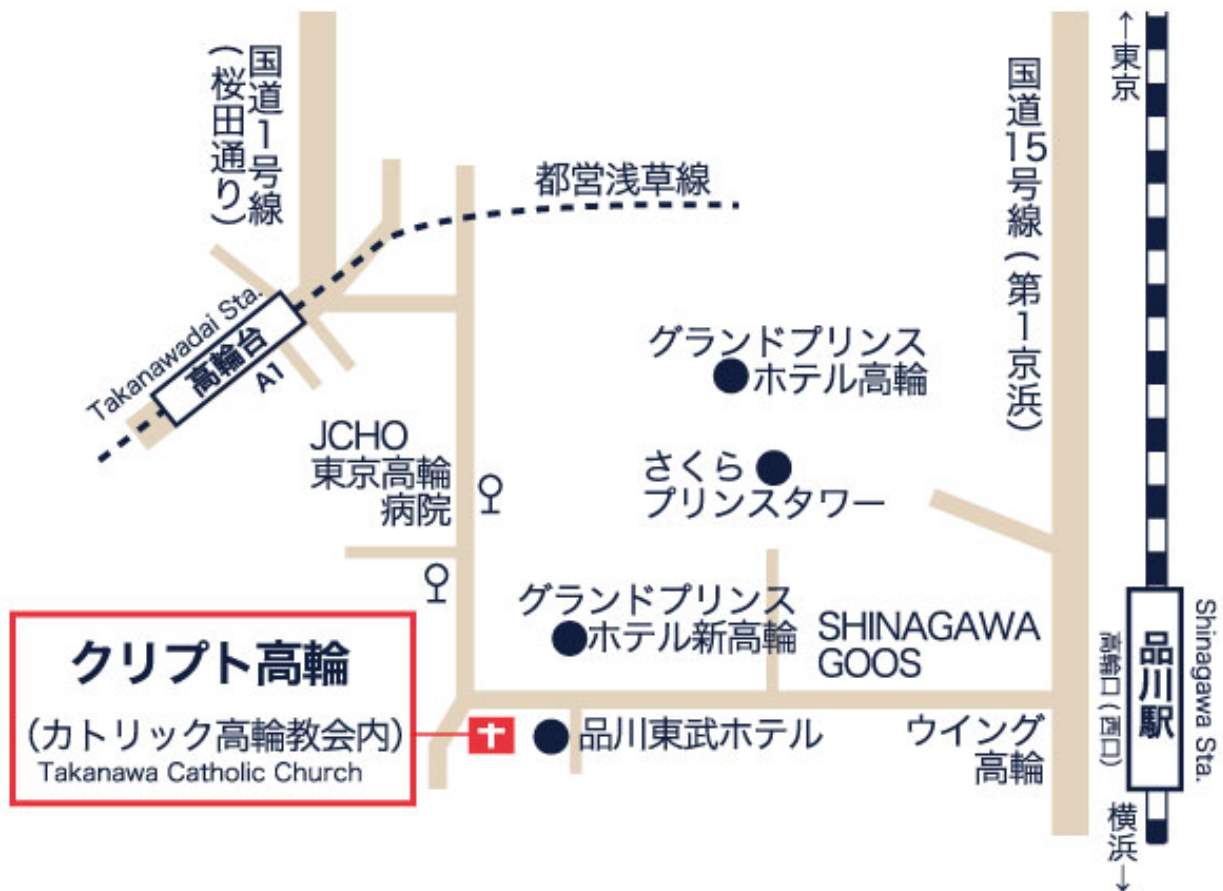 国道1号線
(桜田通り)
都営浅草線
国道15号線(第1京浜)
←東京
Takanawadai Sta.
高輪台
A1
グランドプリンス
ホテル高輪
JCHO
東京高輪
病院
さくら
プリンスタワー
グランドプリンス
ホテル新高輪
SHINAGAWA
GOOS
品川駅
高輪口(西口)
Shinagawa Sta.
クリプト高輪
(カトリック高輪教会内)
Takanawa Catholic Church
品川東武ホテル
ウイング
高輪
横浜→